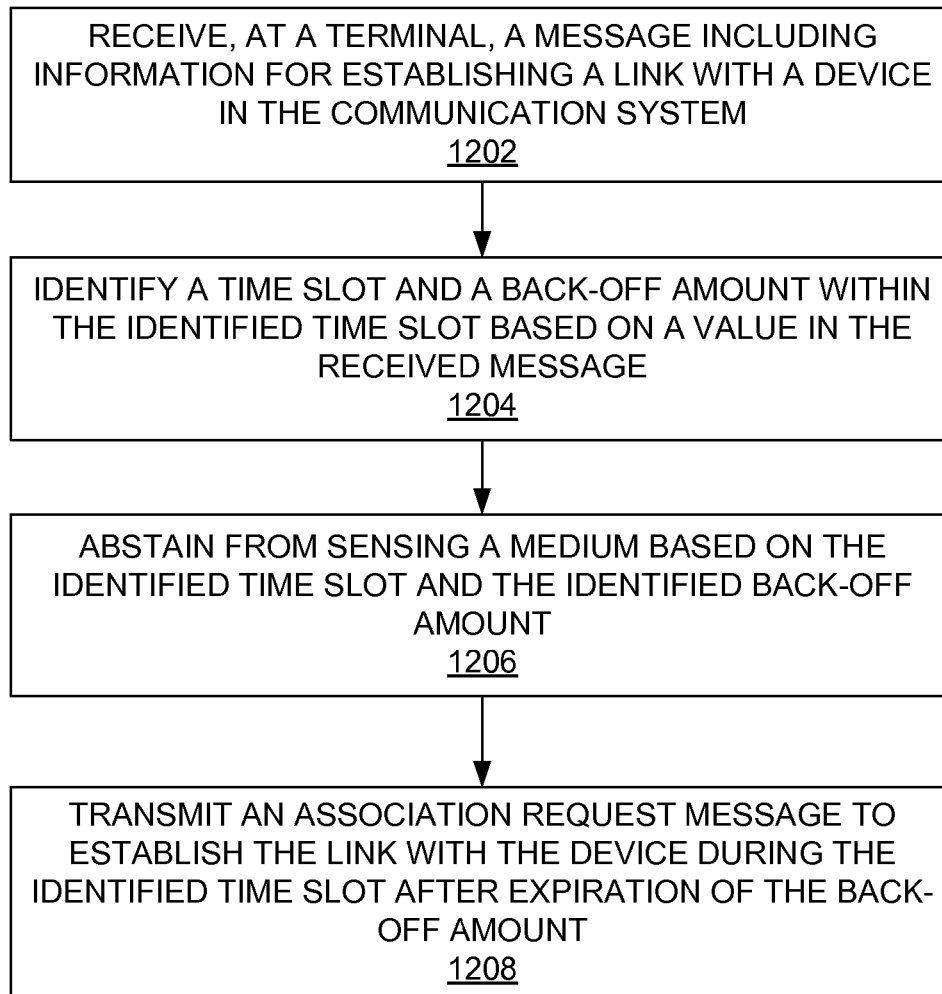 RECEIVE, AT A TERMINAL, A MESSAGE INCLUDING
INFORMATION FOR ESTABLISHING A LINK WITH A DEVICE
IN THE COMMUNICATION SYSTEM
1202
IDENTIFY A TIME SLOT AND A BACK-OFF AMOUNT WITHIN
THE IDENTIFIED TIME SLOT BASED ON A VALUE IN THE
RECEIVED MESSAGE
1204
ABSTAIN FROM SENSING A MEDIUM BASED ON THE
IDENTIFIED TIME SLOT AND THE IDENTIFIED BACK-OFF
AMOUNT
1206
TRANSMIT AN ASSOCIATION REQUEST MESSAGE TO
ESTABLISH THE LINK WITH THE DEVICE DURING THE
IDENTIFIED TIME SLOT AFTER EXPIRATION OF THE BACK-
OFF AMOUNT
1208